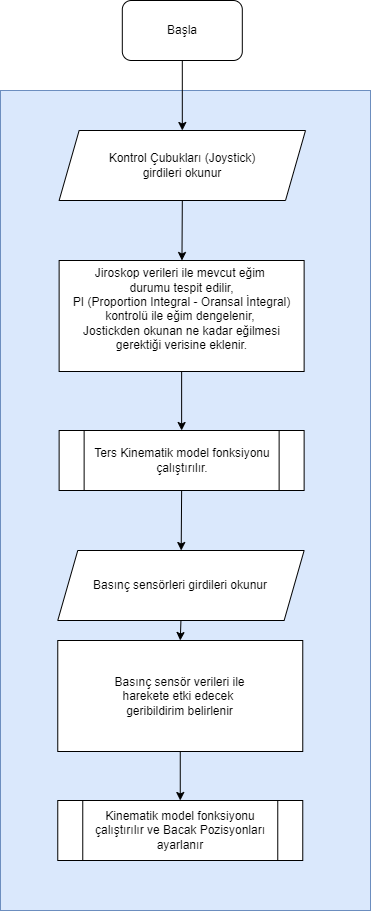 Başla
Kontrol Çubukları (Joystick)
girdileri okunur
Jiroskop verileri ile mevcut eğim
durumu tespit edilir,
PI (Proportion Integral - Oransal İntegral)
kontrolü ile eğim dengelenir,
Jostickden okunan ne kadar eğilmesi
gerektiği verisine eklenir.
Ters Kinematik model fonksiyonu
çalıştırılır.
Basınç sensörleri girdileri okunur
Basınç sensör verileri ile
harekete etki edecek
geribildirim belirlenir
Kinematik model fonksiyonu
çalıştırılır ve Bacak Pozisyonları
ayarlanır